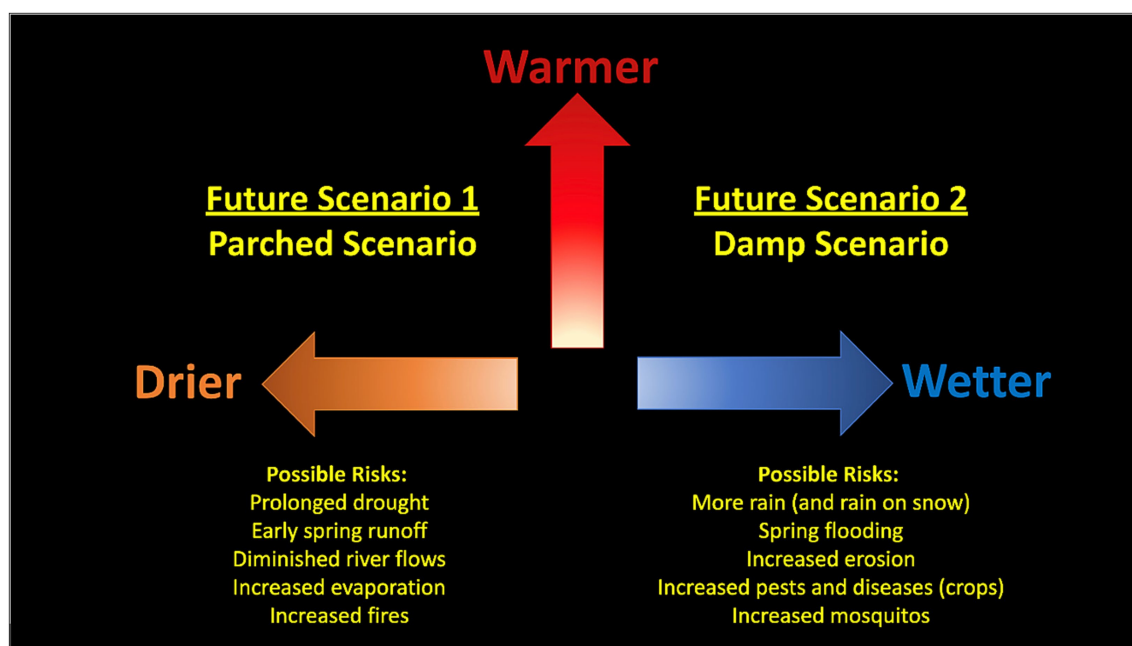 Warmer
Future Scenario 1
Parched Scenario
Future Scenario 2
Damp Scenario
Drier
Wetter
Possible Risks:
Prolonged drought
Early spring runoff
Diminished river flows
Increased evaporation
Increased fires
Possible Risks:
More rain (and rain on snow)
Spring flooding
Increased erosion
Increased pests and diseases (crops)
Increased mosquitos